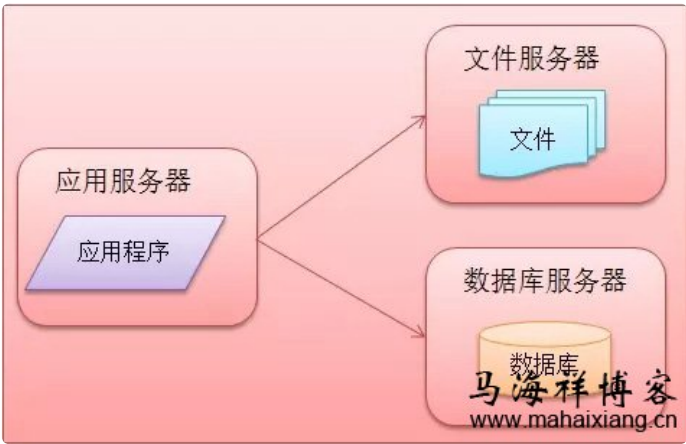 文件服务器
文件
应用服务器
应用程序
数据库服务器
数据库
马海祥博客
www.mahaixiang.cn